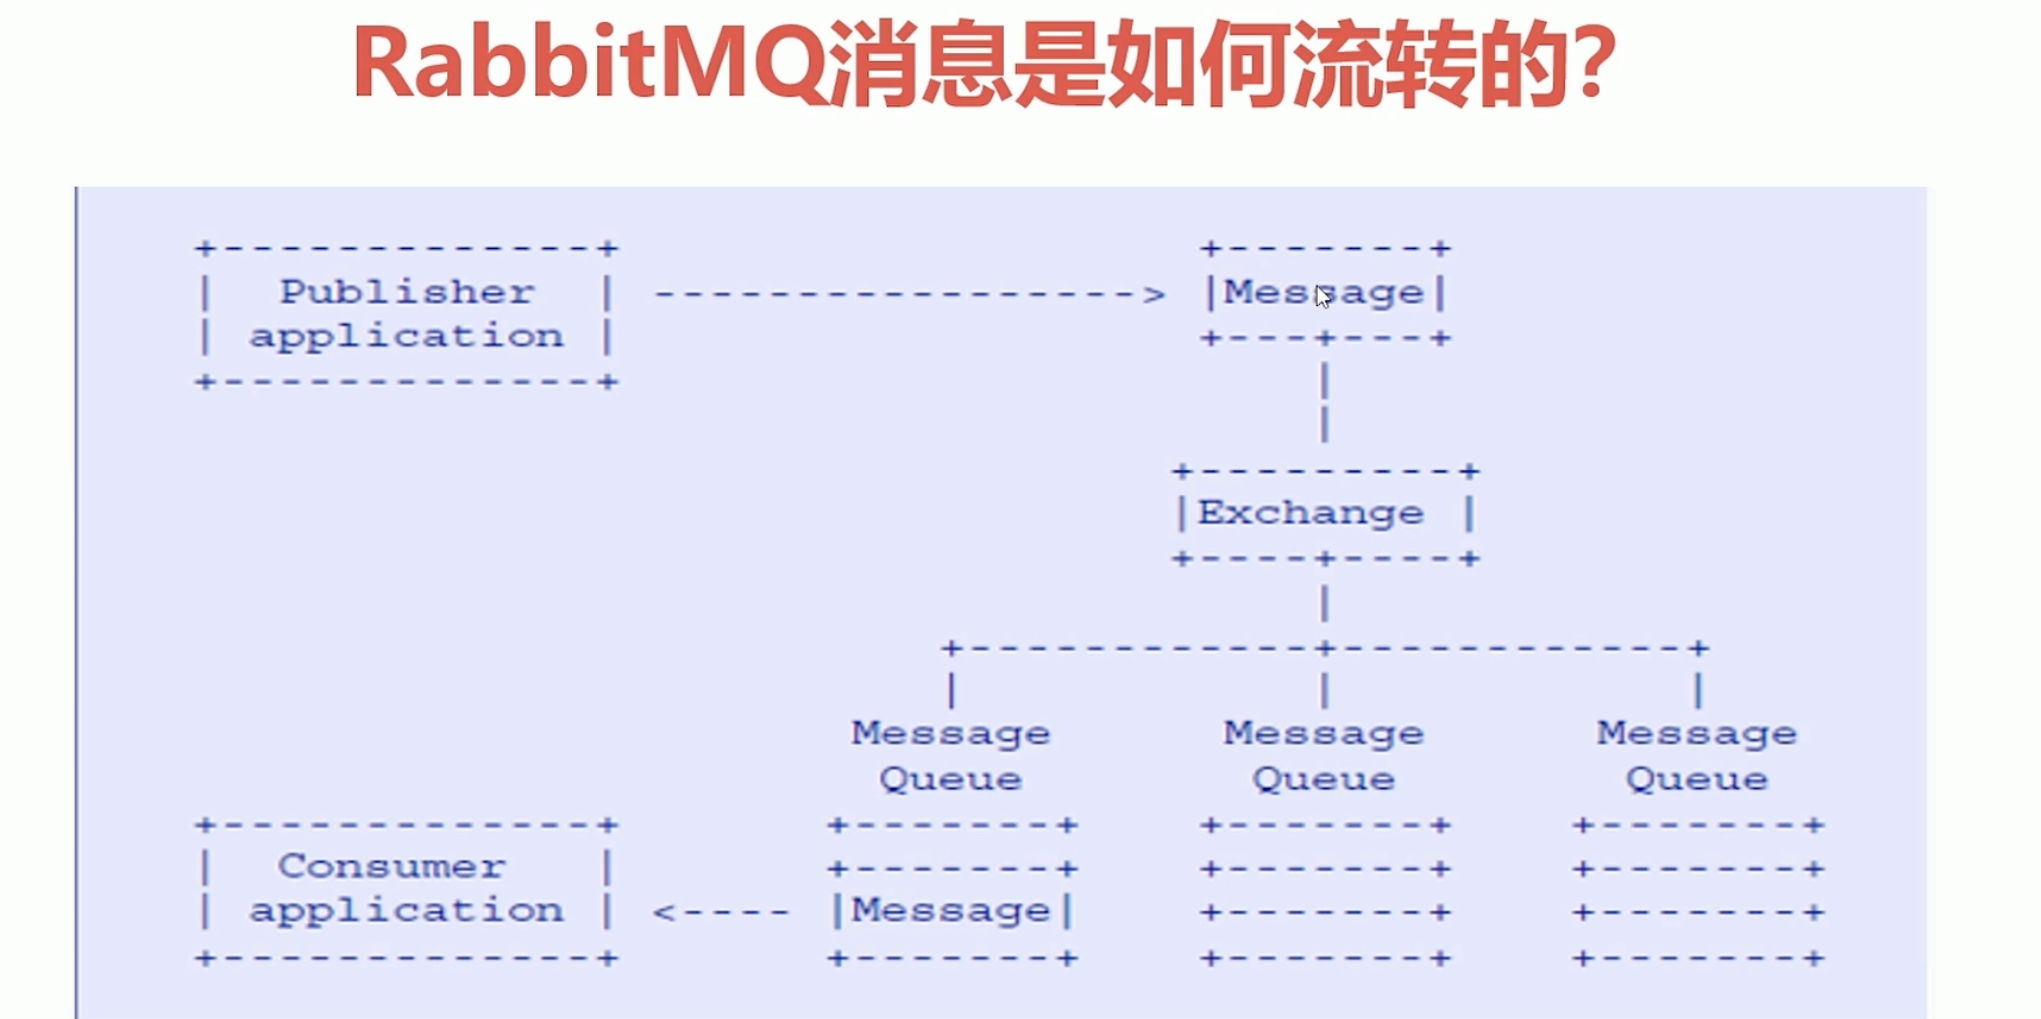 RabbitMQ消息是如何流转的?
Publisher
application
Message
Exchange
Message Message Message
Queue Queue Queue
Consumer
application
Message